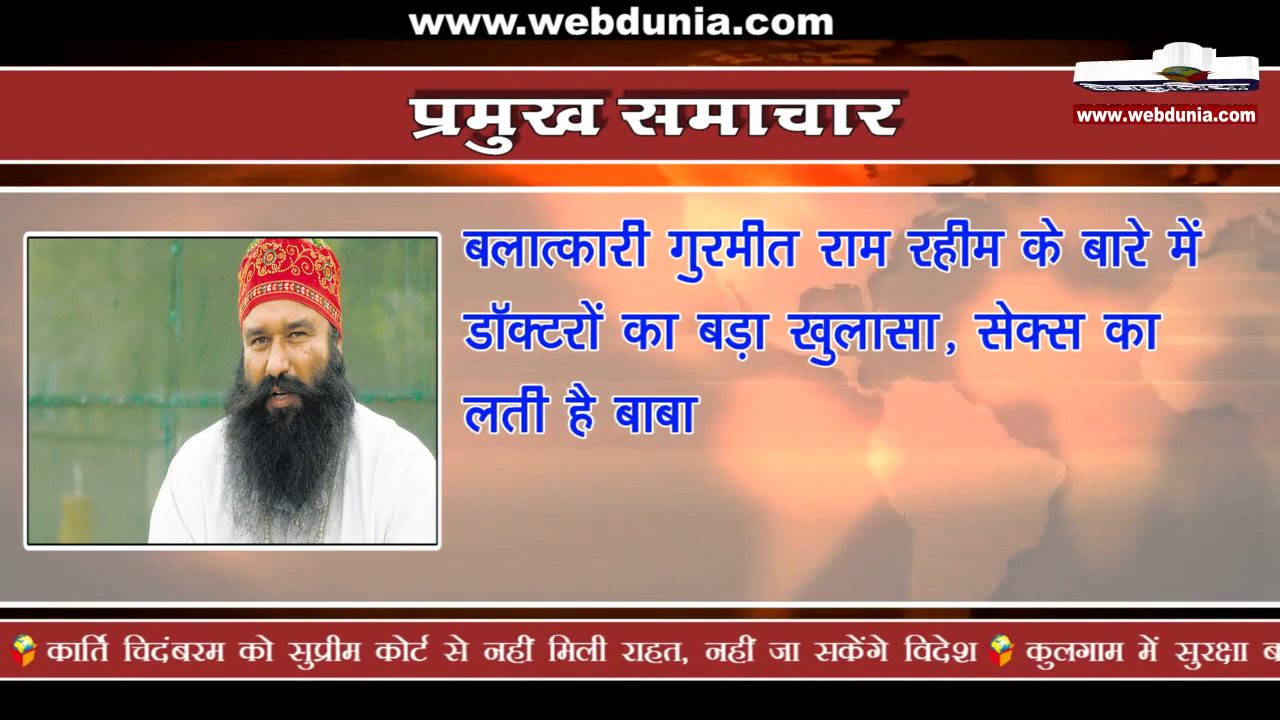 www.webdunia.com
प्रमुख समाचार
वेबदुनिया
www.webdunia.com
बलात्कारी गुरमीत राम रहीम के बारे में
डॉक्टरों का बड़ा खुलासा, सेक्स का
लती है बाबा
कार्ति चिदंबरम को सुप्रीम कोर्ट से नहीं मिली राहत, नहीं जा सकेंगे विदेश कुलगाम में सुरक्षा ब